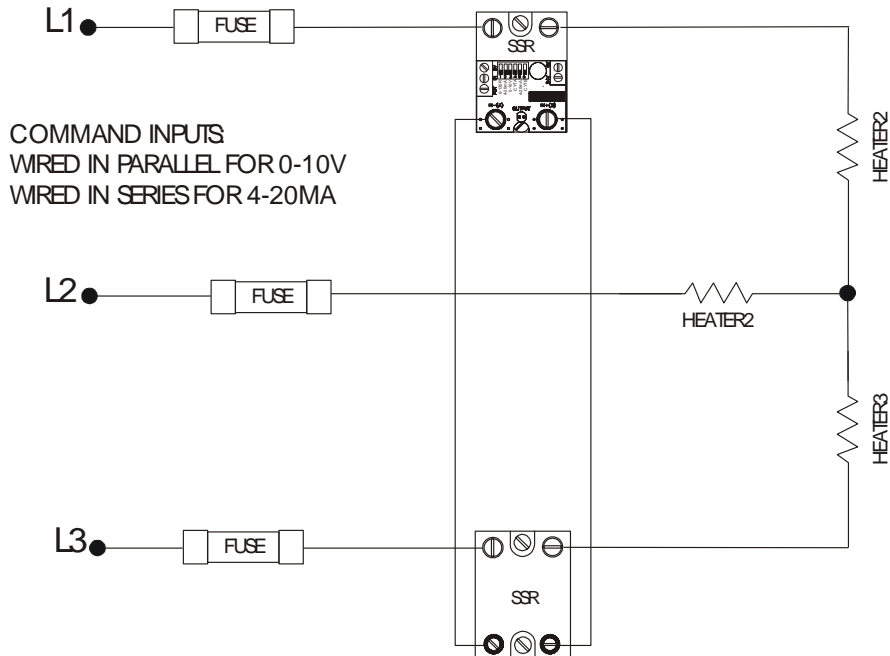 L1
FUSE
SSR
OUTPUT
COMMAND INPUTS:
WIRED IN PARALLEL FOR 0-10V
WIRED IN SERIES FOR 4-20MA
HEATER2
L2
FUSE
HEATER2
HEATER3
L3
FUSE
SSR